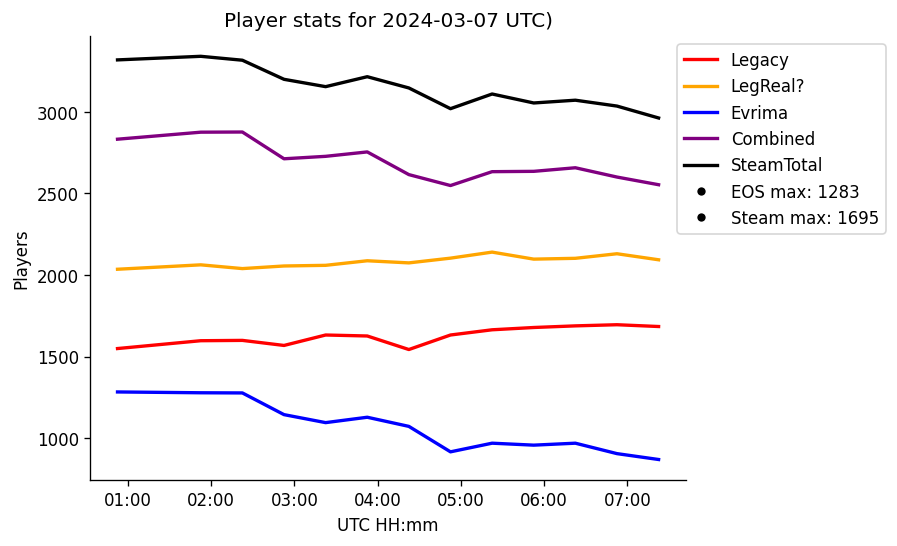 Player stats for 2024-03-07 UTC)
Legacy
LegReal?
Evrima
Combined
SteamTotal
EOS max: 1283
Steam max: 1695
Players
3000
2500
2000
1500
1000
01:00 02:00 03:00 04:00 05:00 06:00 07:00
UTC HH:mm